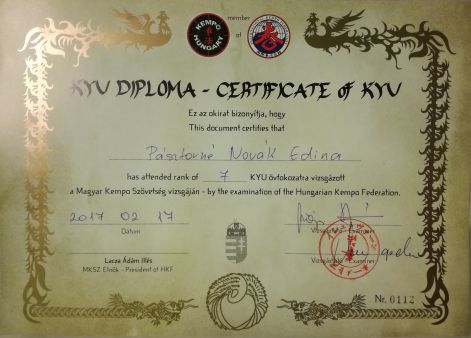 member
of
KEMPO
HUNGARY
KYU DIPLOMA - CERTIFICATE of KYU
Ez az okirat bizonyítja, hogy
This document certifies that
Pásztorné Novák Edina
has attended rank of 7 KYU övfokozatra vizsgázott
a Magyar Kempo Szövetség vizsgáján - by the examination of the Hungarian Kempo Federation.
2017 02 17
Dátum
Vizsgáztató - Examiner
Lacza Ádám Illés
MKSZ Elnök - President of HKF
Vizsgáztató - Examiner
Nr. 0112